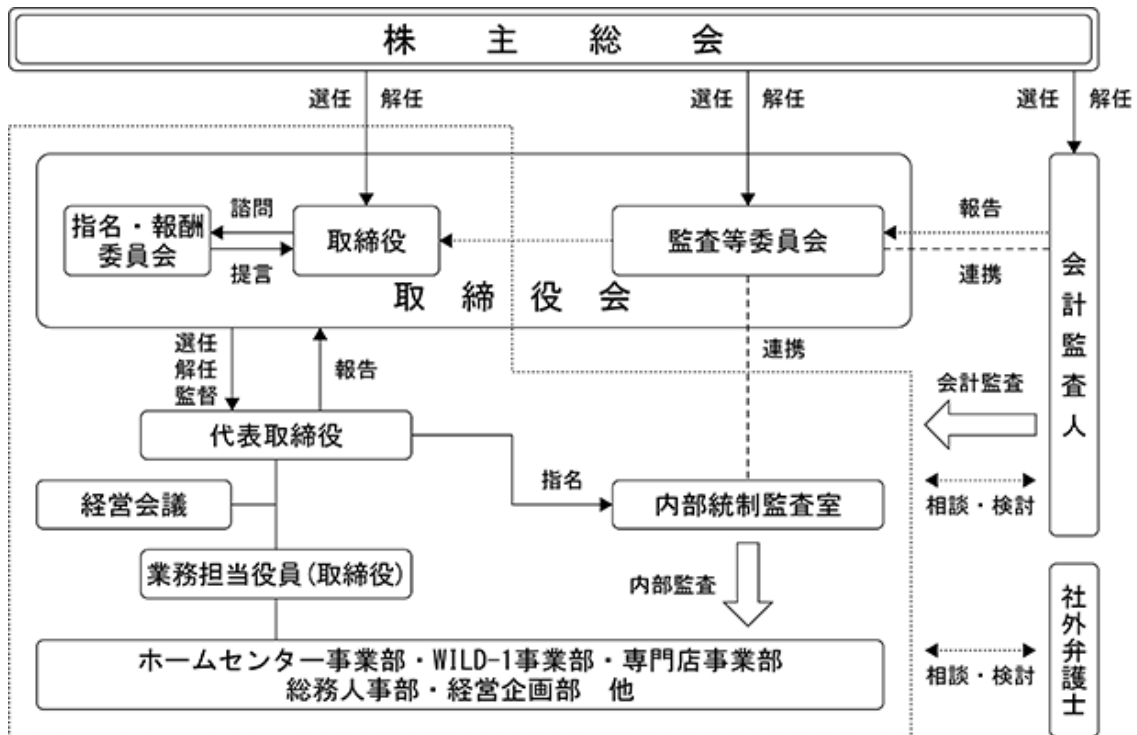 株主総会
選任 解任
選任 解任
選任 解任
指名・報酬
委員会
諮問
提言
取締役
監査等委員会
取締役会
報告
連携
会計監査人
選任
解任
監督
報告
連携
代表取締役
会計監査
経営会議
指名
内部統制監査室
相談・検討
業務担当役員(取締役)
内部監査
ホームセンター事業部・WILD-1事業部・専門店事業部
総務人事部・経営企画部 他
相談・検討
社外弁護士